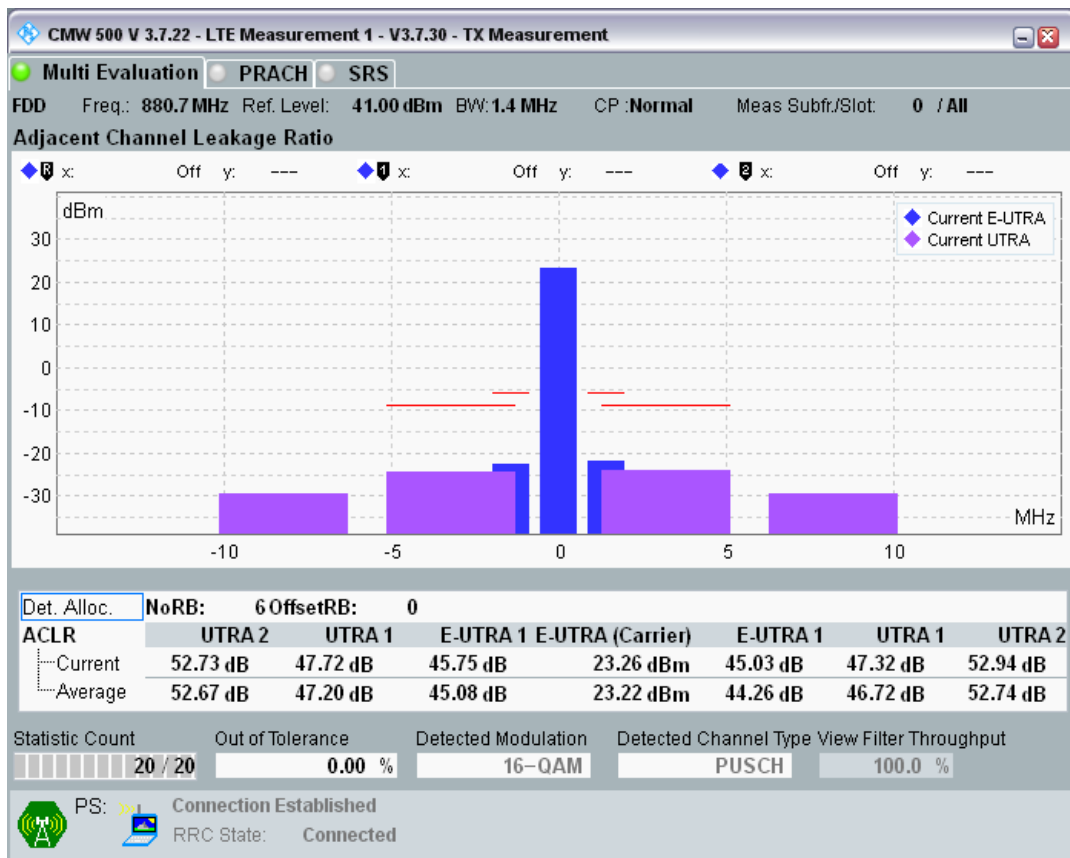 CMW 500 V 3.7.22 - LTE Measurement 1 - V3.7.30 - TX Measurement
Multi Evaluation PRACH SRS
FDD Freq.: 880.7 MHz Ref. Level: 41.00 dBm BW: 1.4 MHz CP :Normal Meas Subfr./Slot: 0 / All
Adjacent Channel Leakage Ratio
R x: Off y: --- 1 x: Off y: --- 2 x: Off y: ---
dBm
Current E-UTRA
Current UTRA
30
20
10
0
-10
-20
-30
MHz
-10 -5 0 5 10
Det. Alloc. NoRB: 6 OffsetRB: 0
ACLR UTRA 2 UTRA 1 E-UTRA 1 E-UTRA (Carrier) E-UTRA 1 UTRA 1 UTRA 2
Current 52.73 dB 47.72 dB 45.75 dB 23.26 dBm 45.03 dB 47.32 dB 52.94 dB
Average 52.67 dB 47.20 dB 45.08 dB 23.22 dBm 44.26 dB 46.72 dB 52.74 dB
Statistic Count Out of Tolerance Detected Modulation Detected Channel Type View Filter Throughput
20 / 20 0.00 % 16-QAM PUSCH 100.0 %
PS: Connection Established
RRC State: Connected